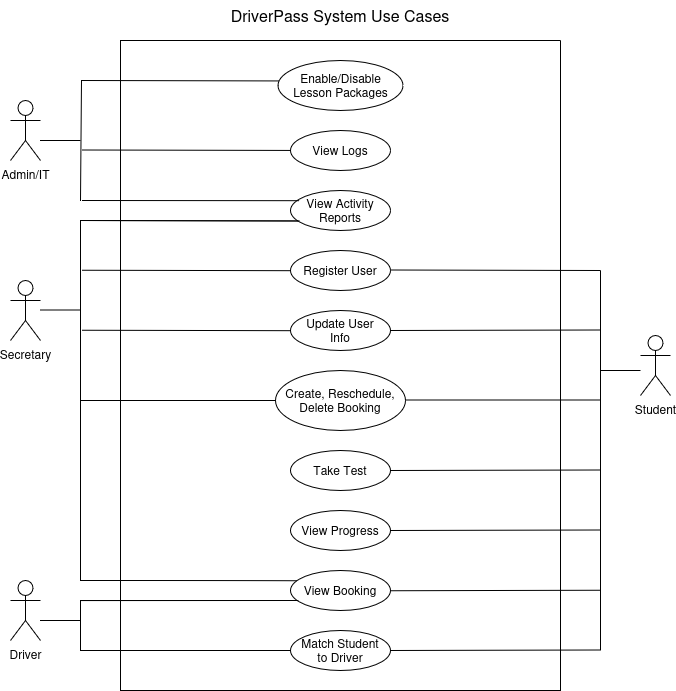 DriverPass System Use Cases
Enable/Disable
Lesson Packages
Admin/IT
View Logs
View Activity
Reports
Register User
Secretary
Update User
Info
Create, Reschedule,
Delete Booking
Student
Take Test
View Progress
View Booking
Driver
Match Student
to Driver